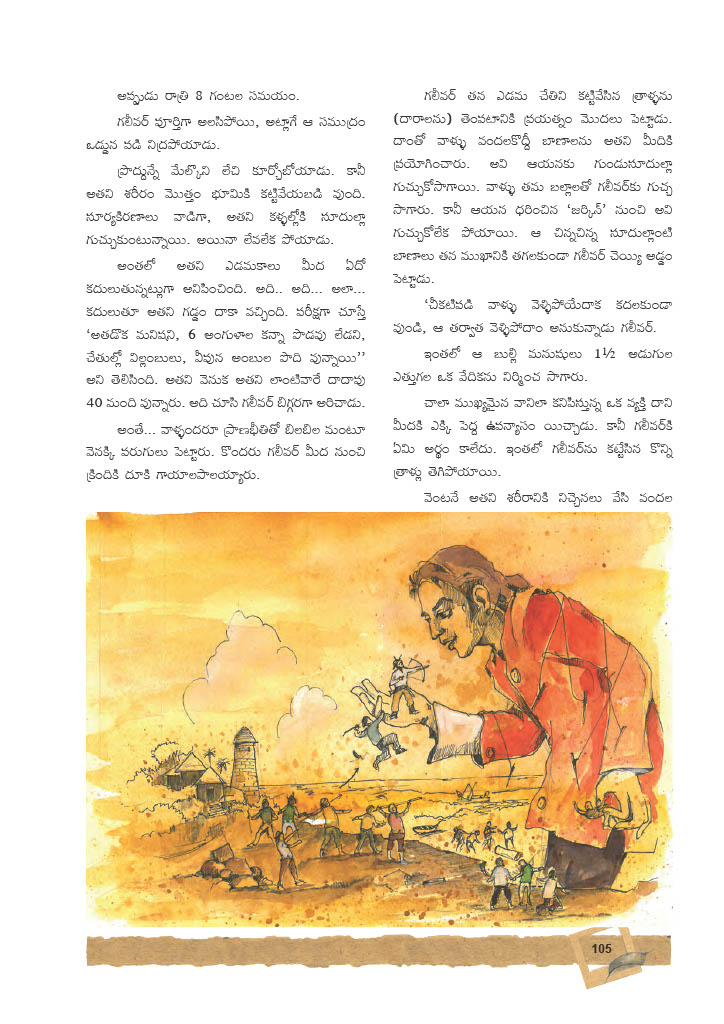 అప్పుడు రాత్రి 8 గంటల సమయం.
గలీవర్ పూర్తిగా అలసిపోయి, అట్లాగే ఆ సముద్రం
ఒడ్డున పడి నిద్రపోయాడు.
ప్రొద్దున్నే మేల్కొని లేచి కూర్చోబోయాడు. కానీ
అతని శరీరం మొత్తం భూమికి కట్టివేయబడి వుంది.
సూర్యకిరణాలు వాడిగా, అతని కళ్ళల్లోకి సూదుల్లా
గుచ్చుకుంటున్నాయి. అయినా లేవలేక పోయాడు.
అంతలో అతని ఎడమకాలు మీద ఏదో
కదులుతున్నట్లుగా అనిపించింది. అది.. అది... అలా...
కదులుతూ అతని గడ్డం దాకా వచ్చింది. పరీక్షగా చూస్తే
‘అతడొక మనిషని, 6 అంగుళాల కన్నా పొడవు లేడని,
చేతుల్లో విల్లంబులు, వీపున అంబుల పొది వున్నాయి’’
అని తెలిసింది. అతని వెనుక అతని లాంటివారే దాదాపు
40 మంది వున్నారు. అది చూసి గలీవర్ బిగ్గరగా అరిచాడు.
అంతే... వాళ్ళందరూ ప్రాణభీతితో బిలబిల మంటూ
వెనక్కి పరుగులు పెట్టారు. కొందరు గలీవర్ మీద నుంచి
క్రిందికి దూకి గాయాలపాలయ్యారు.
గలీవర్ తన ఎడమ చేతిని కట్టివేసిన త్రాళ్ళను
(దారాలను) తెంపటానికి ప్రయత్నం మొదలు పెట్టాడు.
దాంతో వాళ్ళు వందలకొద్దీ బాణాలను అతని మీదికి
ప్రయోగించారు. అవి ఆయనకు గుండుసూదుల్లా
గుచ్చుకోసాగాయి. వాళ్ళు తమ బల్లాలతో గలీవర్‌కు గుచ్చ
సాగారు. కానీ ఆయన ధరించిన ‘జర్కిన్’ నుంచి అవి
గుచ్చుకోలేక పోయాయి. ఆ చిన్నచిన్న సూదుల్లాంటి
బాణాలు తన ముఖానికి తగలకుండా గలీవర్ చెయ్యి అడ్డం
పెట్టాడు.
‘చీకటిపడి వాళ్ళు వెళ్ళిపోయేదాక కదలకుండా
వుండి, ఆ తర్వాత వెళ్ళిపోదాం అనుకున్నాడు గలీవర్.
ఇంతలో ఆ బుల్లి మనుషులు 1½ అడుగుల
ఎత్తుగల ఒక వేదికను నిర్మించ సాగారు.
చాలా ముఖ్యమైన వానిలా కనిపిస్తున్న ఒక వ్యక్తి దాని
మీదకి ఎక్కి పెద్ద ఉపన్యాసం యిచ్చాడు. కానీ గలీవర్‌కి
ఏమి అర్థం కాలేదు. ఇంతలో గలీవర్‌ను కట్టేసిన కొన్ని
త్రాళ్లు తెగిపోయాయి.
వెంటనే అతని శరీరానికి నిచ్చెనలు వేసి వందల
105